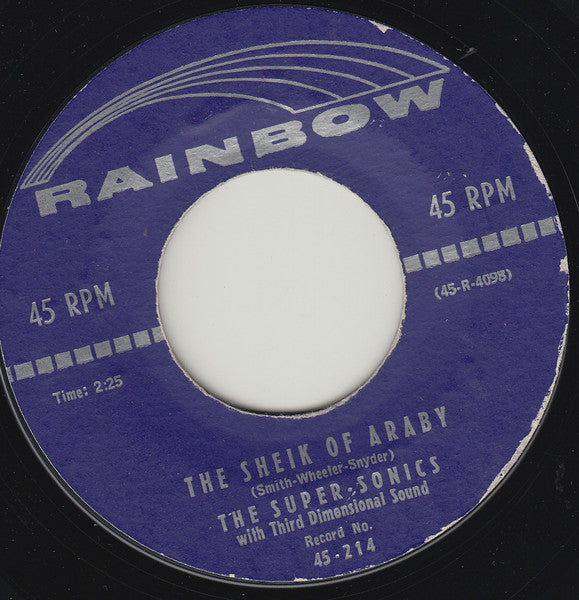 RAINBOW
45 RPM
45 RPM
(45-R-4098)
Time: 2:25
THE SHEIK OF ARABY
(Smith-Wheeler-Snyder)
THE SUPER-SONICS
with Third Dimensional Sound
Record No.
45-214